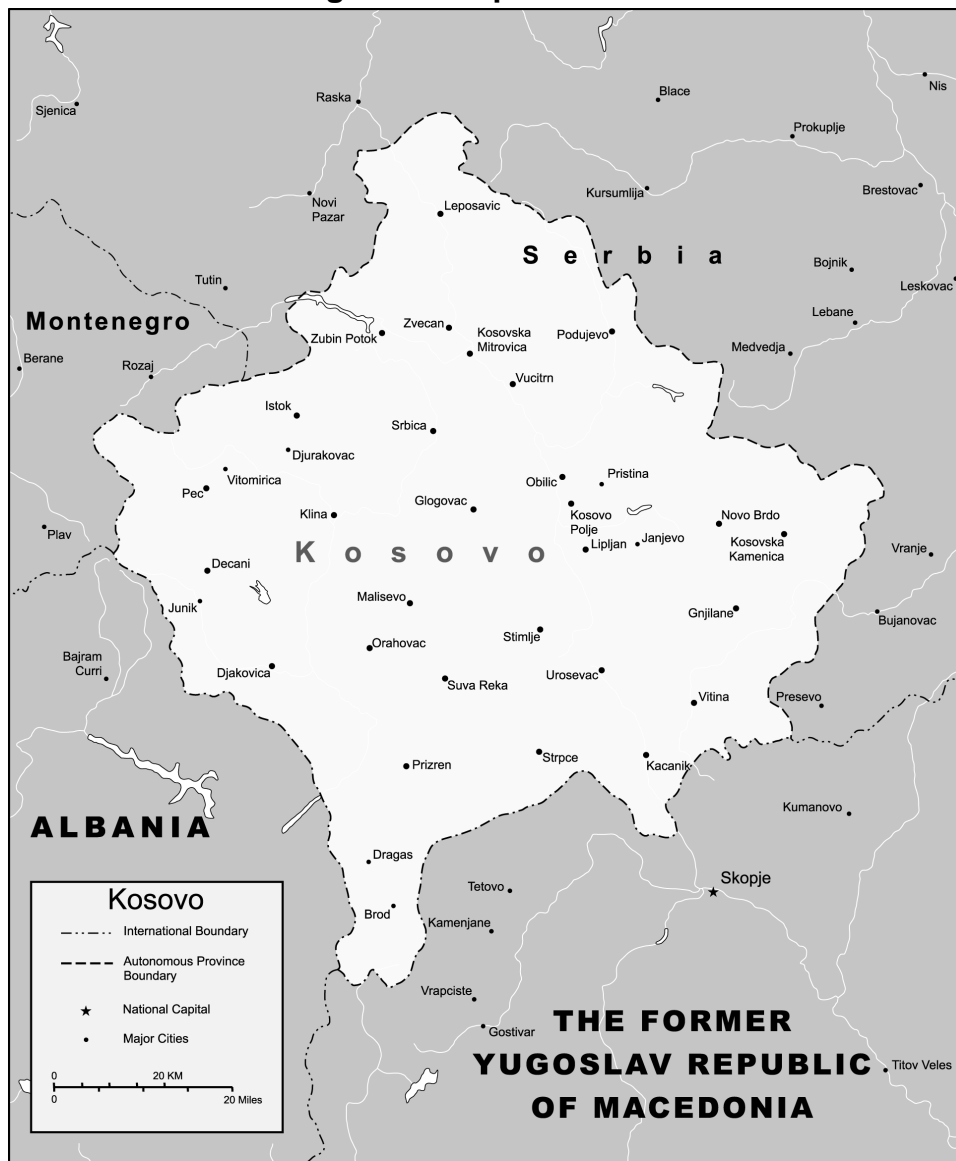 Raska
Blace
Nis
Sjenica
Prokuplje
Kursumlija
Brestovac
Novi
Pazar
Leposavic
Serbia
Bojnik
Tutin
Leskovac
Montenegro
Lebane
Zvecan
Zubin Potok
Kosovska
Mitrovica
Podujevo
Medvedja
Berane
Rozaj
Vucitrn
Istok
Srbica
Djurakovac
Vitomirica
Pec
Obilic
Pristina
Klina
Glogovac
Kosovo
Polje
Novo Brdo
Plav
Kosovo
Lipljan
Janjevo
Kosovska
Kamenica
Vranje
Decani
Junik
Malisevo
Gnjilane
Bujanovac
Stimlje
Orahovac
Bajram
Curri
Djakovica
Suva Reka
Urosevac
Vitina
Presevo
Prizren
Strpce
Kacanik
Kumanovo
ALBANIA
Dragas
Skopje
Tetovo
Brod
Kamenjane
Vrapciste
Gostivar
THE FORMER
YUGOSLAV REPUBLIC
OF MACEDONIA
Titov Veles
Kosovo
International Boundary
Autonomous Province
Boundary
National Capital
Major Cities
0 20 KM
0 20 Miles